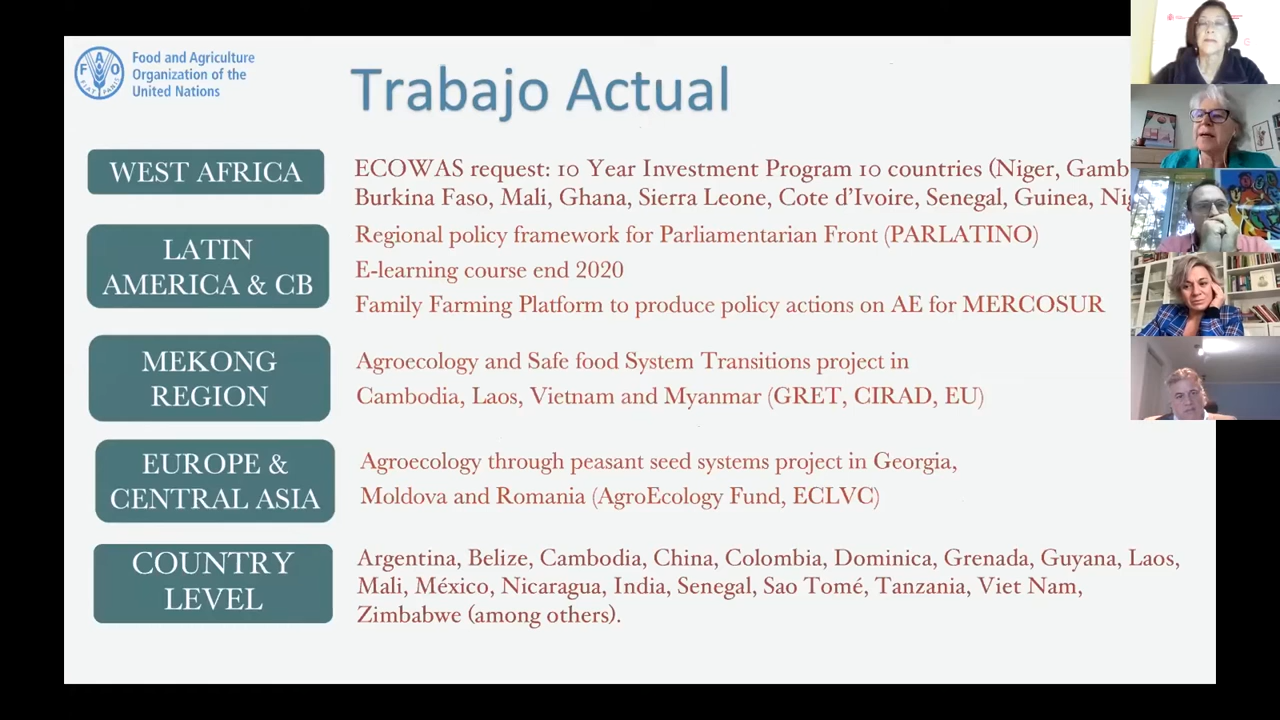 Food and Agriculture
Organization of the
United Nations
F A O
FIAT PANIS
Trabajo Actual
WEST AFRICA
ECOWAS request: 10 Year Investment Program 10 countries (Niger,
Burkina Faso, Mali, Ghana, Sierra Leone, Cote d'Ivoire, Senegal, Guinea,
LATIN
AMERICA & CB
Regional policy framework for Parliamentarian Front (PARLATINO)
E-learning course end 2020
Family Farming Platform to produce policy actions on AE for MERCOSUR
MEKONG
REGION
Agroecology and Safe food System Transitions project in
Cambodia, Laos, Vietnam and Myanmar (GRET, CIRAD, EU)
EUROPE &
CENTRAL ASIA
Agroecology through peasant seed systems project in Georgia,
Moldova and Romania (AgroEcology Fund, ECLVC)
COUNTRY
LEVEL
Argentina, Belize, Cambodia, China, Colombia, Dominica, Grenada, Guyana, Laos,
Mali, México, Nicaragua, India, Senegal, Sao Tomé, Tanzania, Viet Nam,
Zimbabwe (among others).